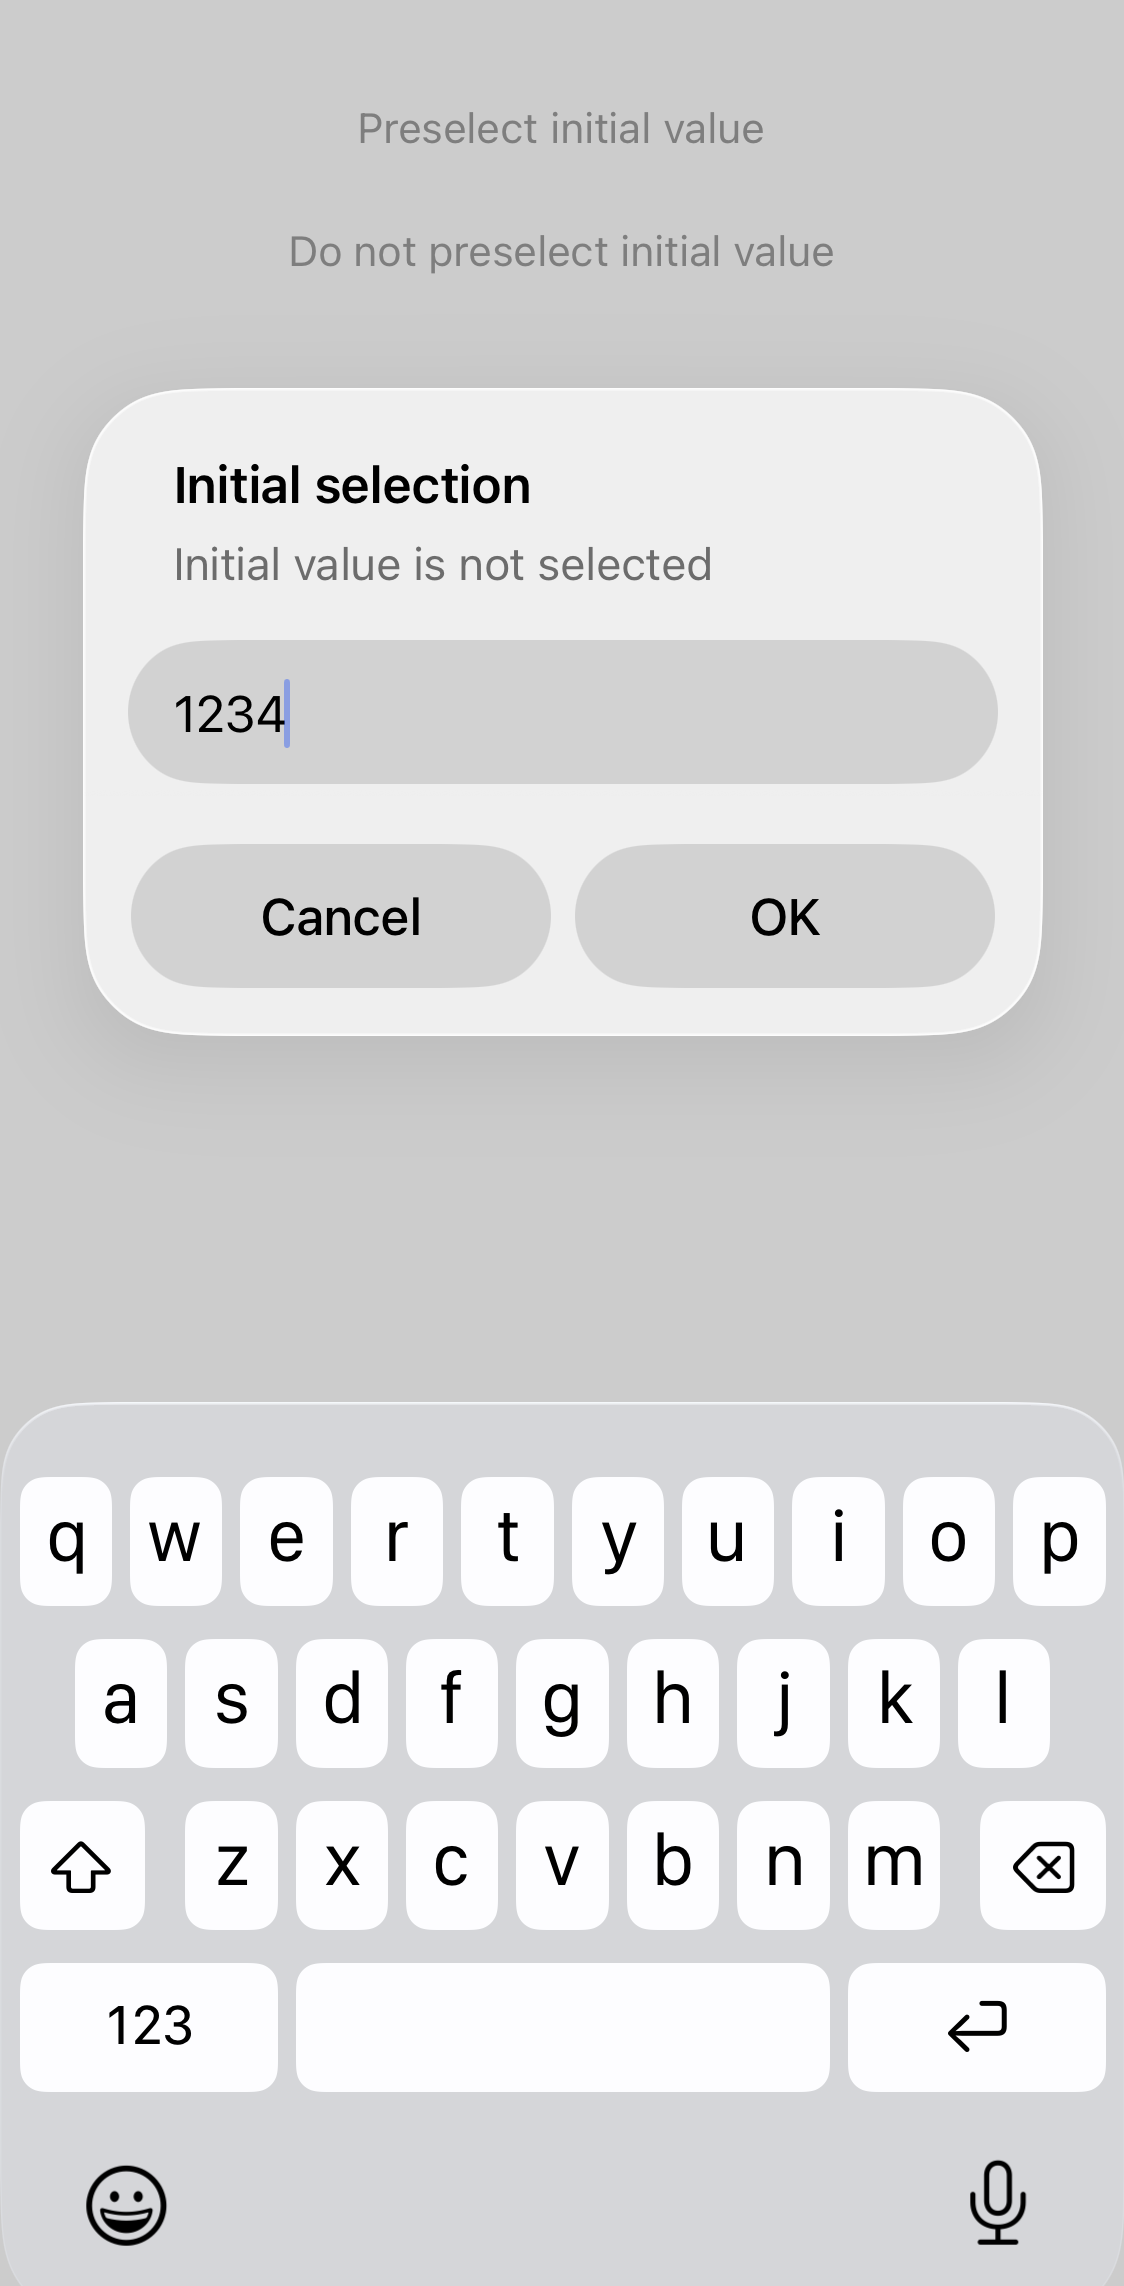 Preselect initial value
Do not preselect initial value
Initial selection
Initial value is not selected
1234
Cancel OK
q w e r t y u i o p
a s d f g h j k l
z x c v b n m
123